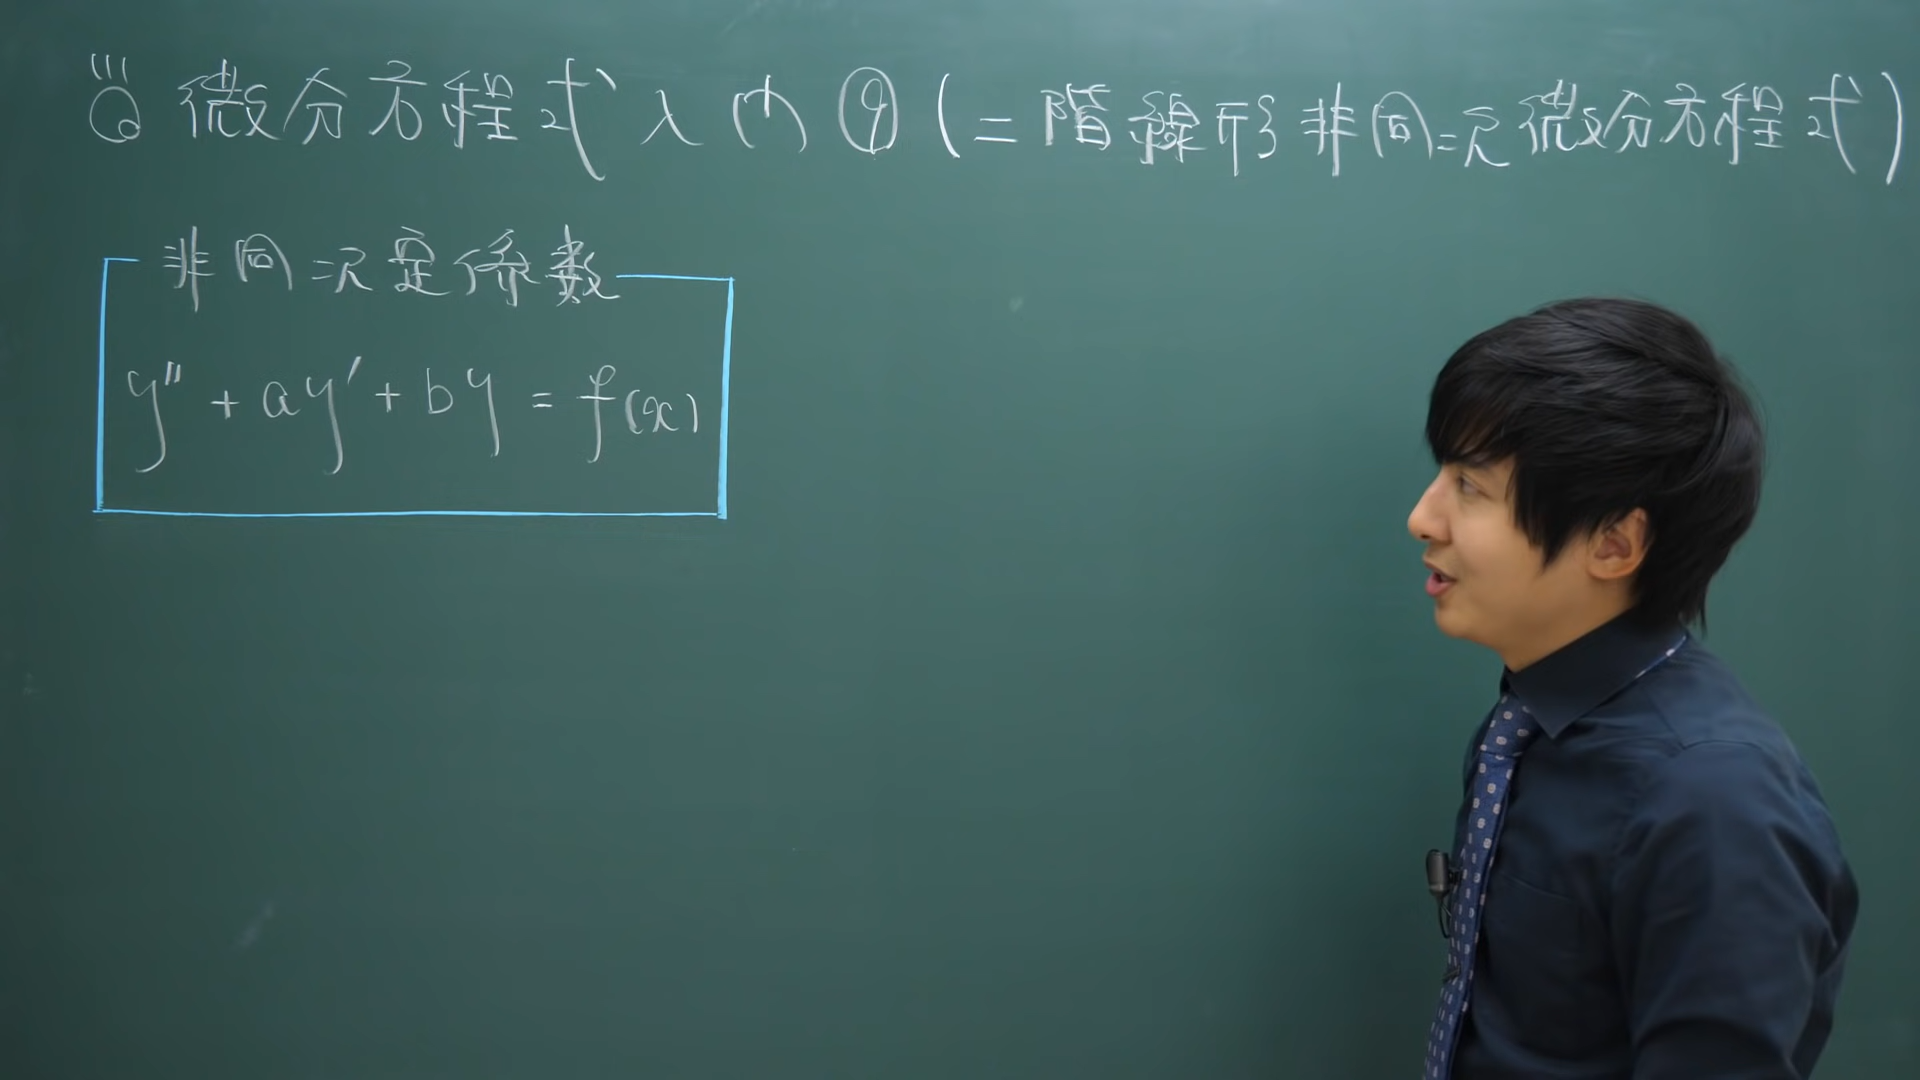 微分方程式入門⑨(二階線形非同次微分方程式)
非同次定係数
y'' + ay' + by = f(x)